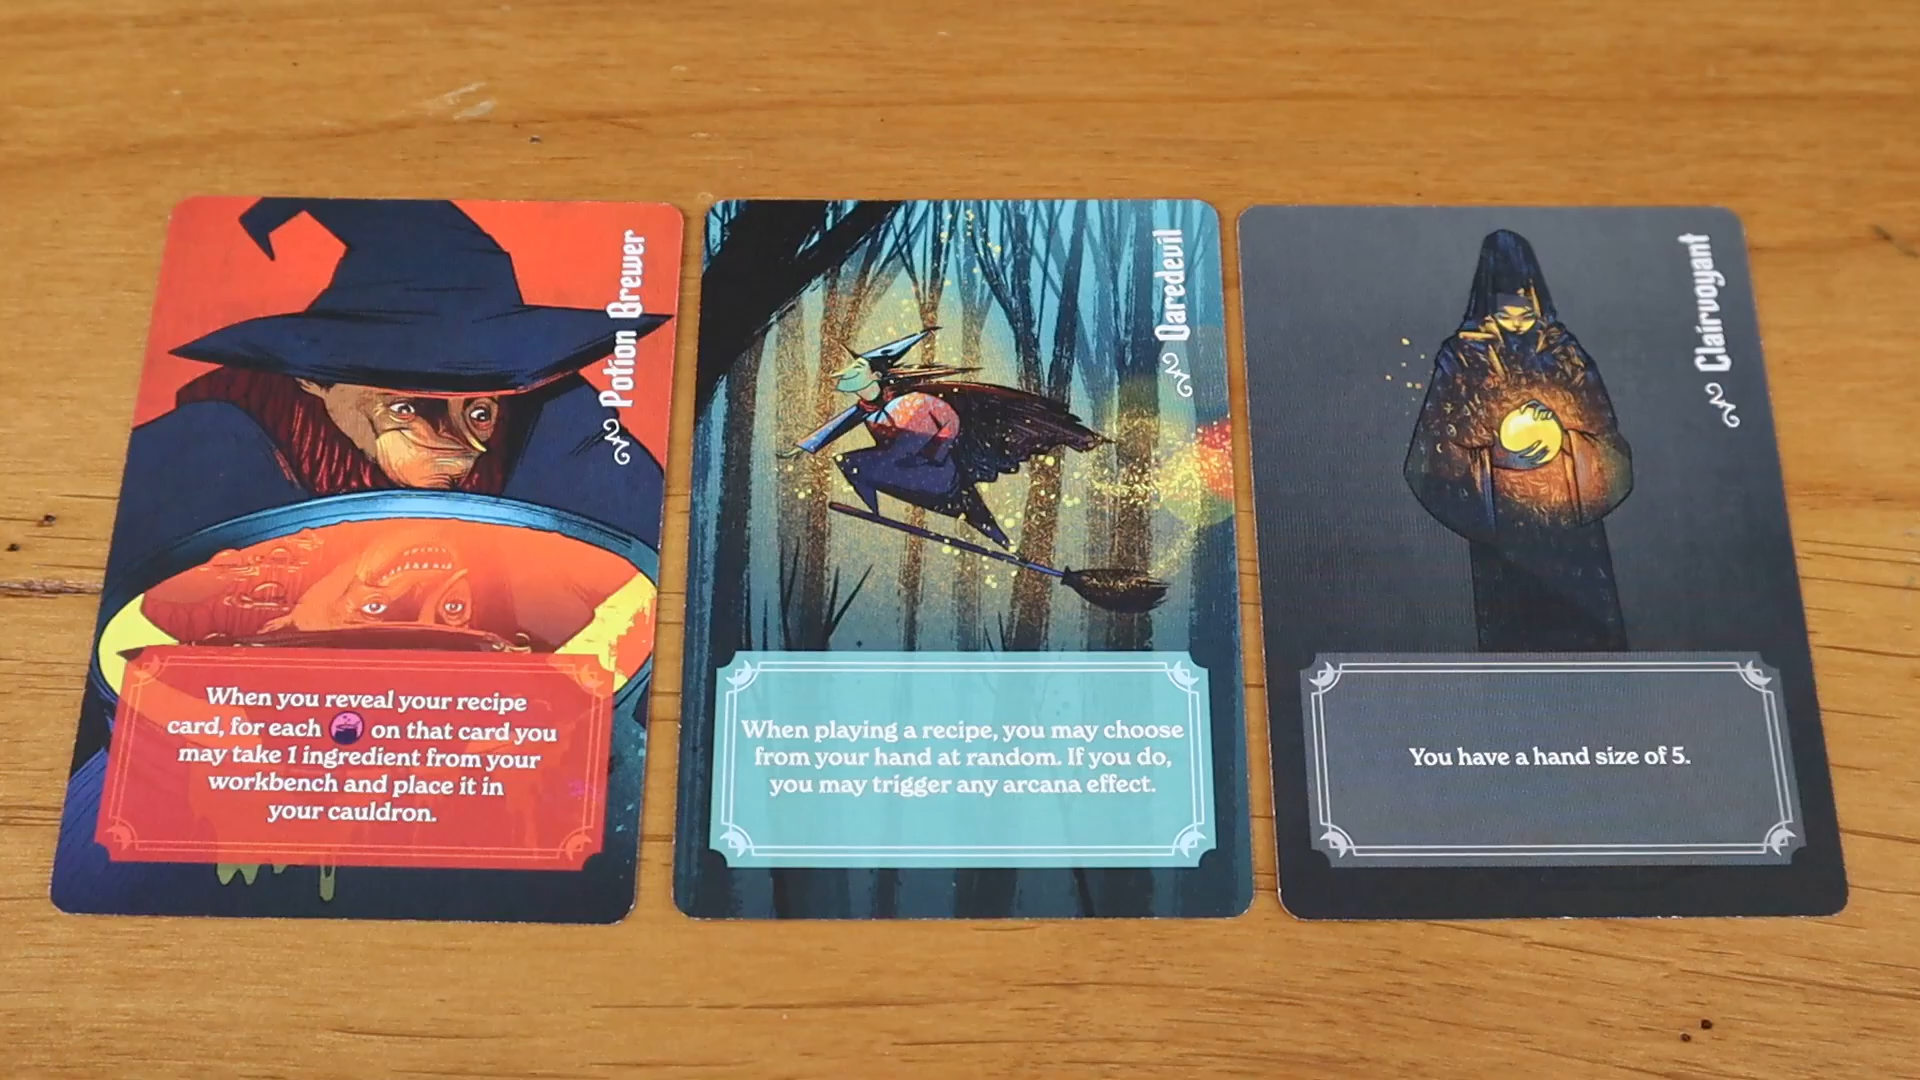 Potion Brewer
When you reveal your recipe
card, for each on that card you
may take 1 ingredient from your
workbench and place it in
your cauldron.
Daredevil
When playing a recipe, you may choose
from your hand at random. If you do,
you may trigger any arcana effect.
Clairvoyant
You have a hand size of 5.